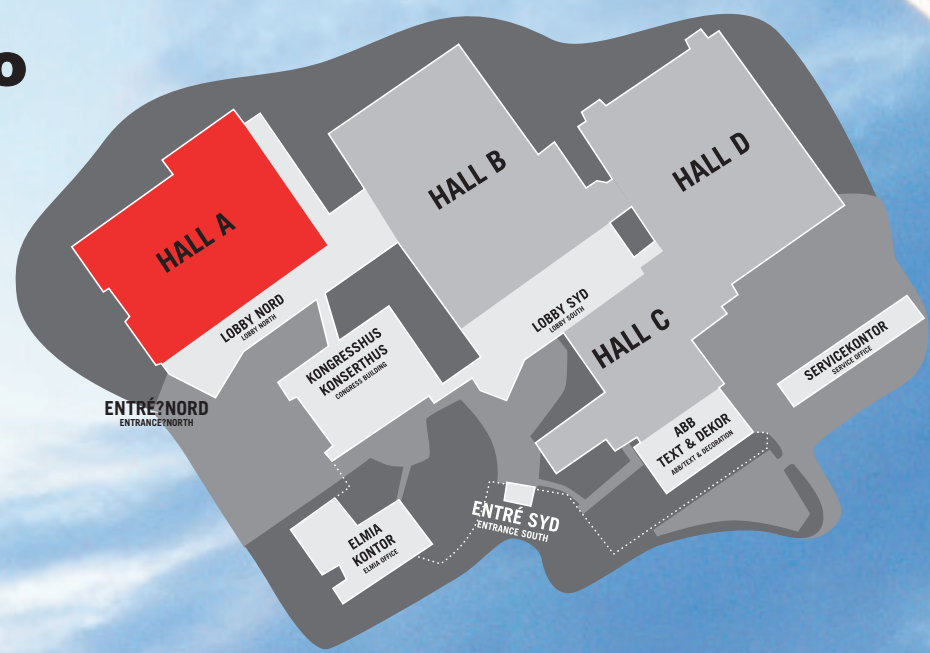 o
HALL A
HALL B
HALL D
LOBBY NORD
LOBBY NORTH
LOBBY SYD
LOBBY SOUTH
HALL C
KONGRESSHUS
KONSERTHUS
CONGRESS BUILDING
SERVICEKONTOR
SERVICE OFFICE
ENTRÉ?NORD
ENTRANCE?NORTH
ABB
TEXT & DEKOR
ABB/TEXT & DECORATION
ENTRÉ SYD
ENTRANCE SOUTH
ELMIA
KONTOR
ELMIA OFFICE